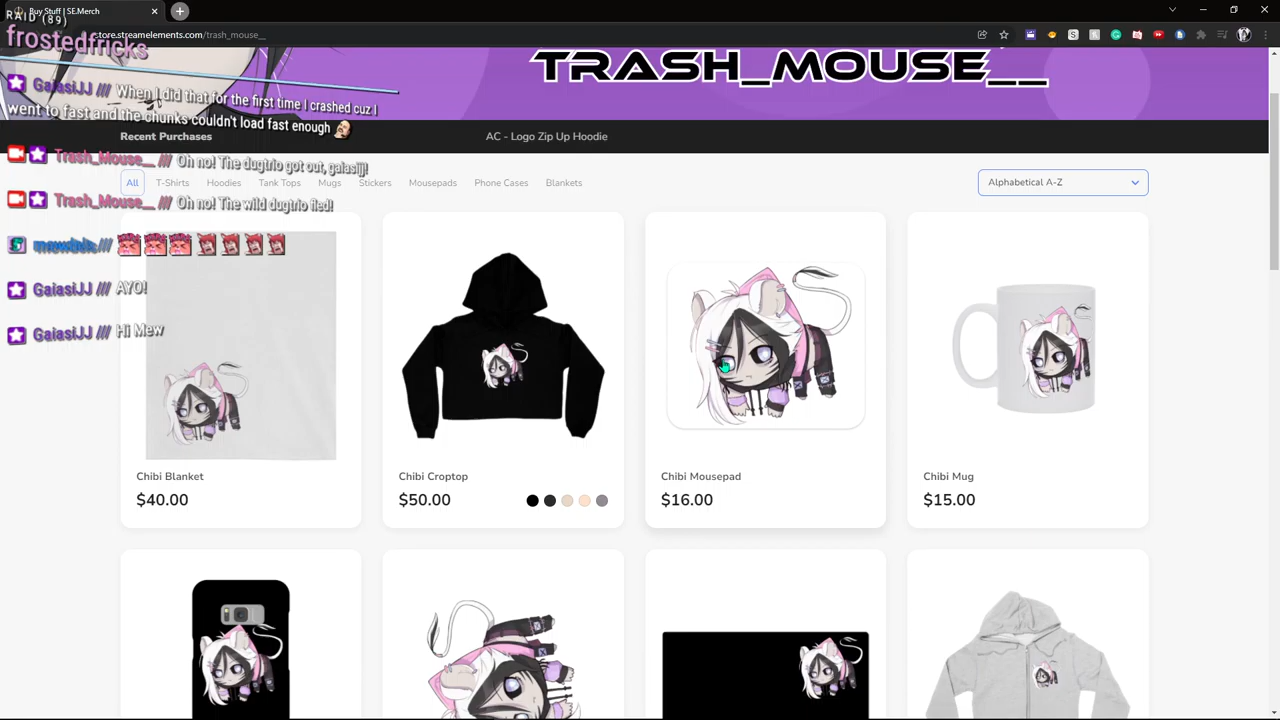 Buy Stuff | SE.Merch
RAID (89)
frostedfricks
store.streamelements.com/trash_mouse__
TRASH_MOUSE__
GaiasiJJ /// When I did that for the first time I crashed cuz I
went to fast and the chunks couldn't load fast enough
Recent Purchases
AC - Logo Zip Up Hoodie
Trash_Mouse__ /// Oh no! The dugtrio got out, gaiasijj!
All
T-Shirts
Hoodies
Tank Tops
Mugs
Stickers
Mousepads
Phone Cases
Blankets
Alphabetical A-Z
Trash_Mouse__ /// Oh no! The wild dugtrio fled!
///
GaiasiJJ /// AYO!
GaiasiJJ /// Hi Mew
Chibi Blanket
$40.00
Chibi Croptop
$50.00
Chibi Mousepad
$16.00
Chibi Mug
$15.00